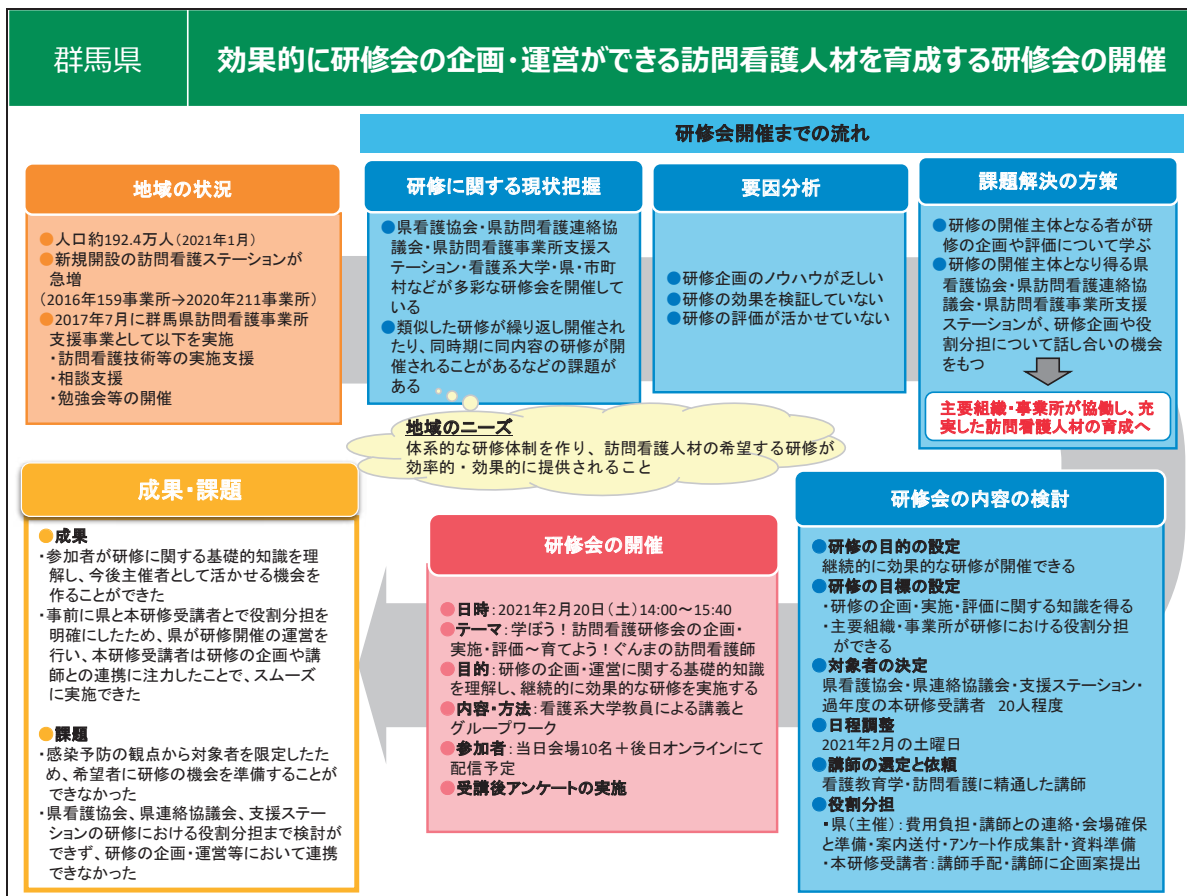 群馬県
効果的に研修会の企画・運営ができる訪問看護人材を育成する研修会の開催
研修会開催までの流れ
地域の状況
●人口約192.4万人(2021年1月)
●新規開設の訪問看護ステーションが
急増
(2016年159事業所→2020年211事業所)
●2017年7月に群馬県訪問看護事業所
支援事業として以下を実施
・訪問看護技術等の実施支援
・相談支援
・勉強会等の開催
研修に関する現状把握
●県看護協会・県訪問看護連絡協
議会・県訪問看護事業所支援ス
テーション・看護系大学・県・市町
村などが多彩な研修会を開催して
いる
●類似した研修が繰り返し開催され
たり、同時期に同内容の研修が開
催されることがあるなどの課題が
ある
要因分析
●研修企画のノウハウが乏しい
●研修の効果を検証していない
●研修の評価が活かせていない
課題解決の方策
●研修の開催主体となる者が研
修の企画や評価について学ぶ
●研修の開催主体となり得る県
看護協会・県訪問看護連絡協
議会・県訪問看護事業所支援
ステーションが、研修企画や役
割分担について話し合いの機会
をもつ
主要組織・事業所が協働し、充
実した訪問看護人材の育成へ
地域のニーズ
体系的な研修体制を作り、訪問看護人材の希望する研修が
効率的・効果的に提供されること
研修会の内容の検討
●研修の目的の設定
継続的に効果的な研修が開催できる
●研修の目標の設定
・研修の企画・実施・評価に関する知識を得る
・主要組織・事業所が研修における役割分担
ができる
●対象者の決定
県看護協会・県連絡協議会・支援ステーション・
過年度の本研修受講者 20人程度
●日程調整
2021年2月の土曜日
●講師の選定と依頼
看護教育学・訪問看護に精通した講師
●役割分担
・県(主催):費用負担・講師との連絡・会場確保
と準備・案内送付・アンケート作成集計・資料準備
・本研修受講者:講師手配・講師に企画案提出
研修会の開催
●日時:2021年2月20日(土)14:00～15:40
●テーマ:学ぼう!訪問看護研修会の企画・
実施・評価～育てよう!ぐんまの訪問看護師
●目的:研修の企画・運営に関する基礎的知識
を理解し、継続的に効果的な研修を実施する
●内容・方法:看護系大学教員による講義と
グループワーク
●参加者:当日会場10名+後日オンラインにて
配信予定
●受講後アンケートの実施
成果・課題
●成果
・参加者が研修に関する基礎的知識を理
解し、今後主催者として活かせる機会を
作ることができた
・事前に県と本研修受講者とで役割分担を
明確にしたため、県が研修開催の運営を
行い、本研修受講者は研修の企画や講
師との連携に注力したことで、スムーズ
に実施できた
●課題
・感染予防の観点から対象者を限定したた
め、希望者に研修の機会を準備することが
できなかった
・県看護協会、県連絡協議会、支援ステー
ションの研修における役割分担まで検討が
できず、研修の企画・運営等において連携
できなかった